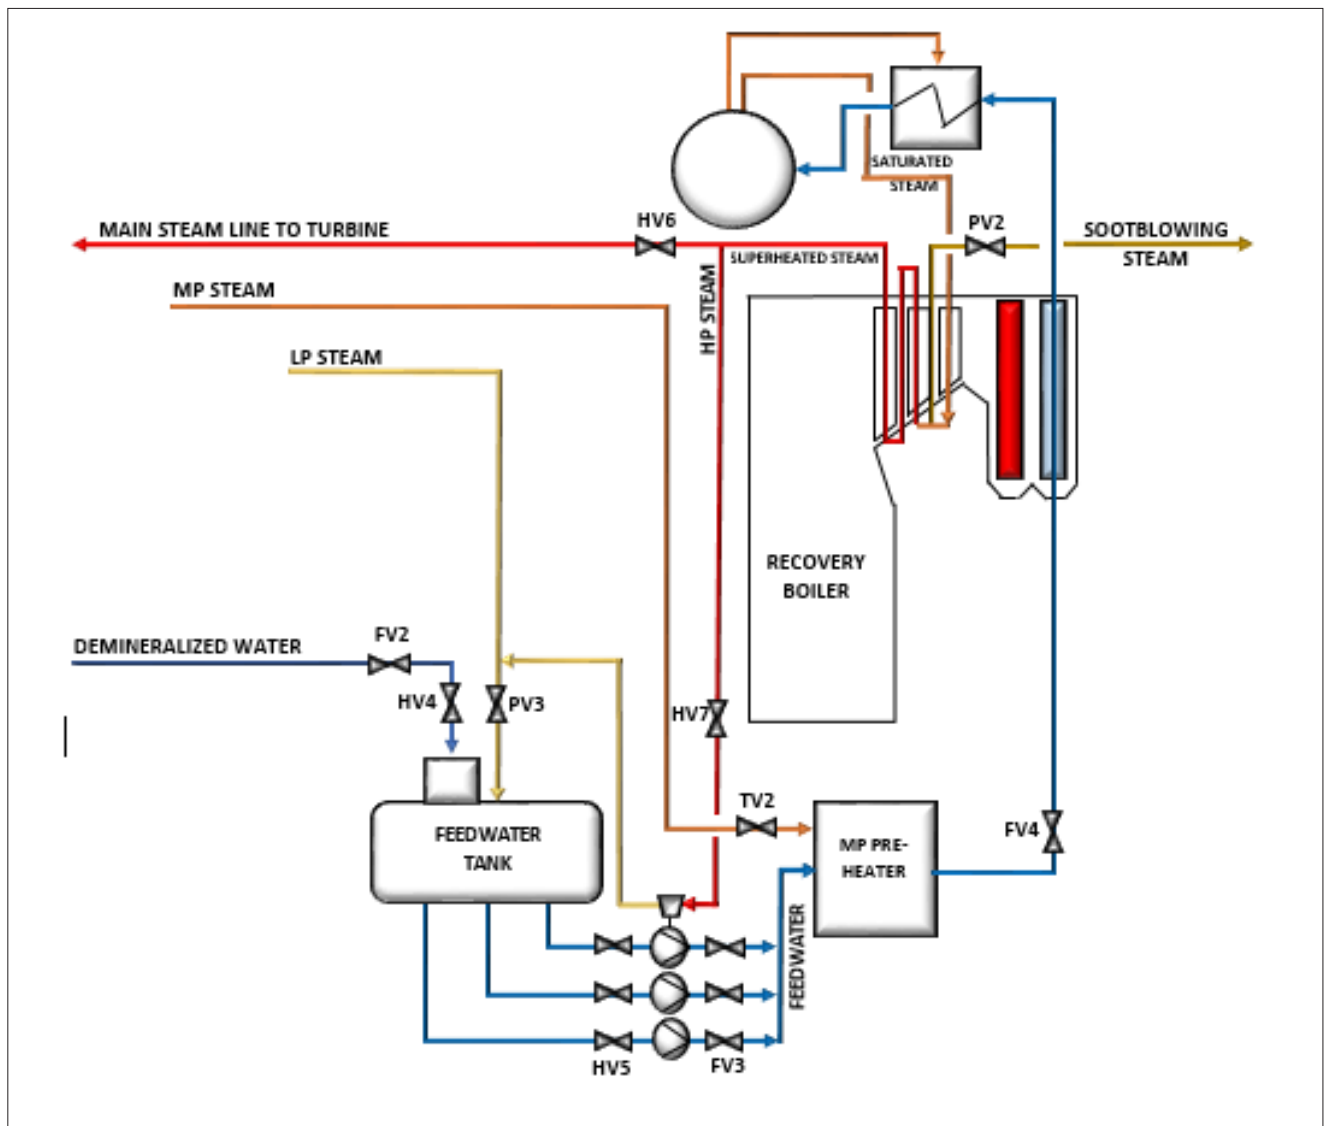 SATURATED
STEAM
HV6
PV2
MAIN STEAM LINE TO TURBINE
SUPERHEATED STEAM
SOOTBLOWING
STEAM
MP STEAM
HP STEAM
LP STEAM
RECOVERY
BOILER
DEMINERALIZED WATER
FV2
HV4
PV3
HV7
TV2
FV4
FEEDWATER
TANK
MP PRE-
HEATER
FEEDWATER
HV5
FV3